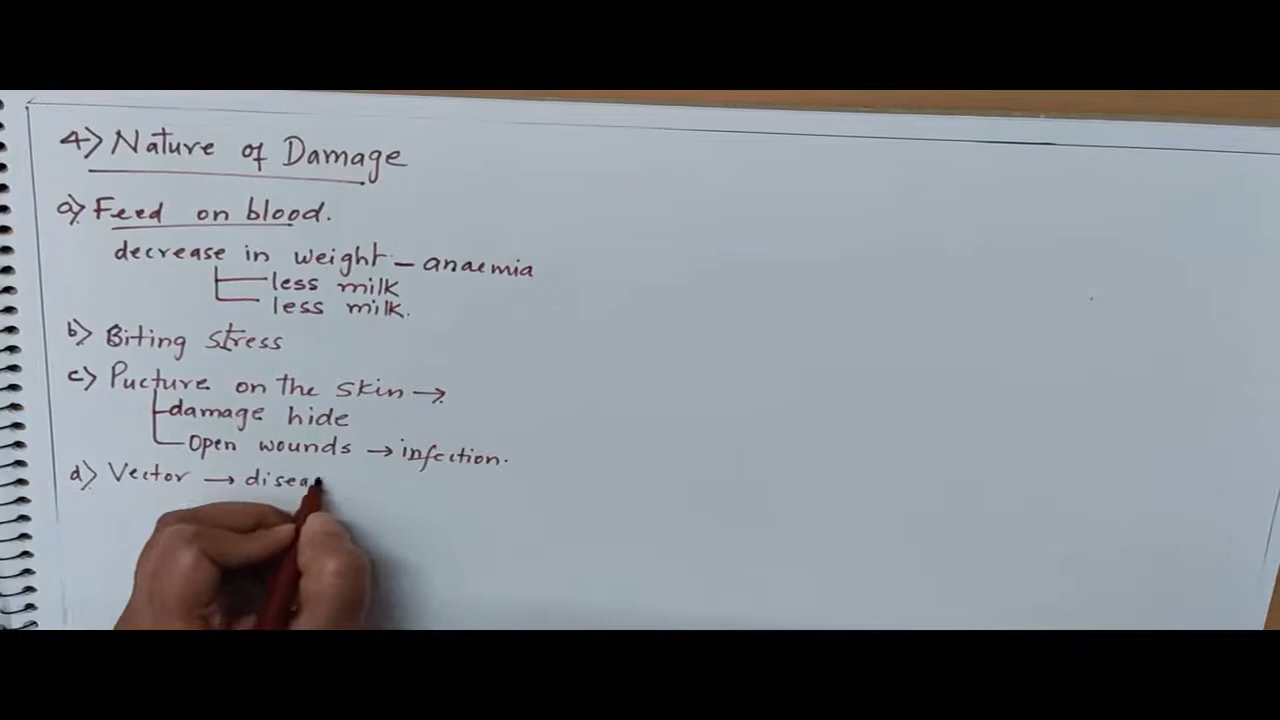 4) Nature of Damage
a) Feed on blood.
decrease in weight - anaemia
less milk
less milk.
b) Biting stress
c) Pucture on the skin →
damage hide
Open wounds → infection.
d) Vector → disea